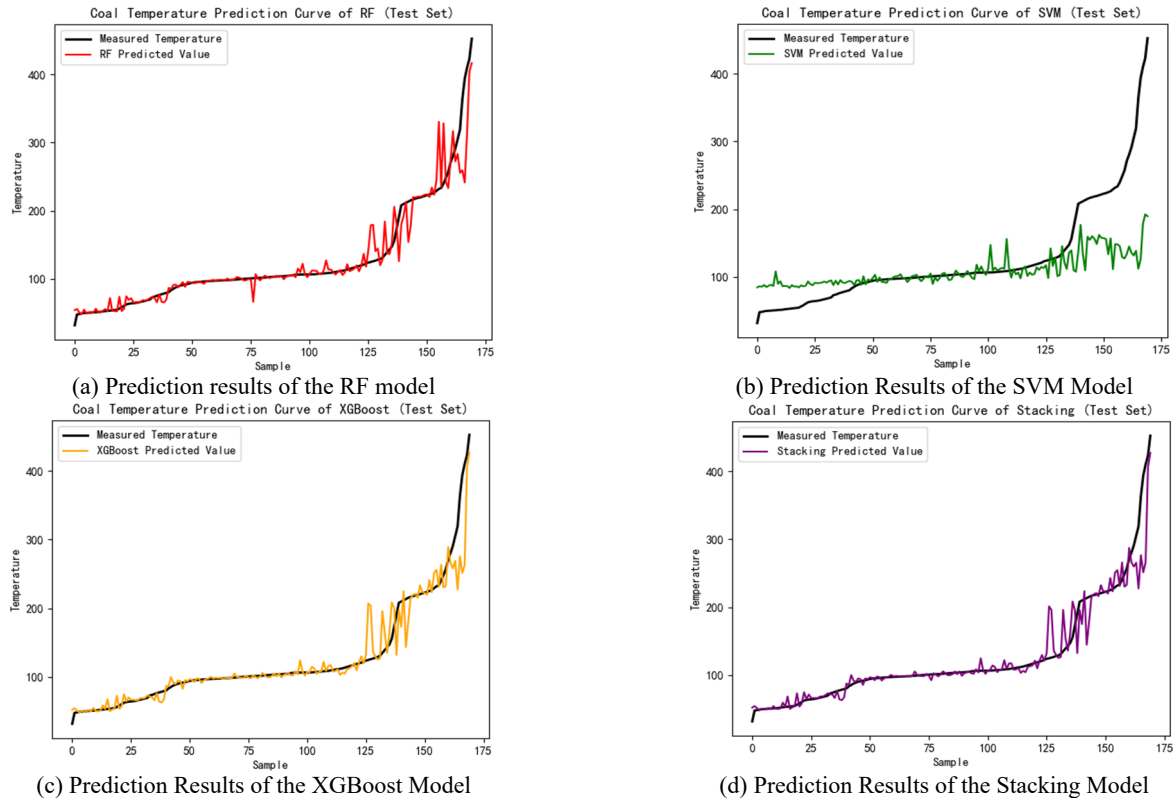 Coal Temperature Prediction Curve of RF (Test Set)
Measured Temperature
RF Predicted Value
400
300
200
100
Temperature
0
25
50
75
100
125
150
175
Sample
(a) Prediction results of the RF model
Coal Temperature Prediction Curve of SVM (Test Set)
Measured Temperature
SVM Predicted Value
400
300
200
100
Temperature
0
25
50
75
100
125
150
175
Sample
(b) Prediction Results of the SVM Model
Coal Temperature Prediction Curve of XGBoost (Test Set)
Measured Temperature
XGBoost Predicted Value
400
300
200
100
Temperature
0
25
50
75
100
125
150
175
Sample
(c) Prediction Results of the XGBoost Model
Coal Temperature Prediction Curve of Stacking (Test Set)
Measured Temperature
Stacking Predicted Value
400
300
200
100
Temperature
0
25
50
75
100
125
150
175
Sample
(d) Prediction Results of the Stacking Model